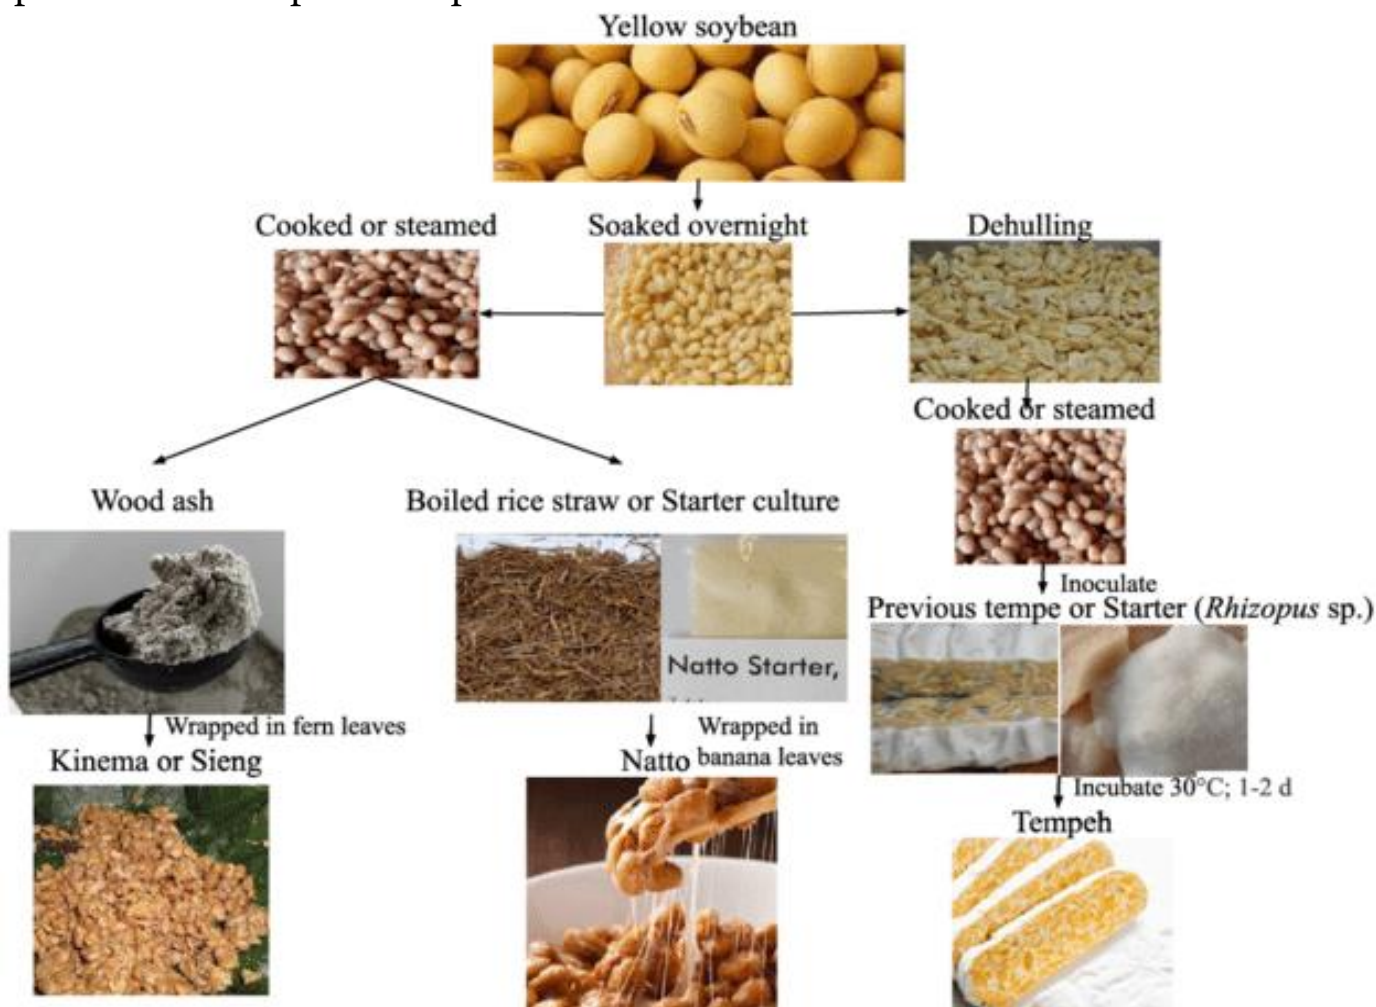 Yellow soybean
Cooked or steamed
Soaked overnight
Dehulling
Cooked or steamed
Wood ash
Boiled rice straw or Starter culture
Inoculate
Previous tempe or Starter (Rhizopus sp.)
Natto Starter,
Wrapped in fern leaves
Kinema or Sieng
Wrapped in
banana leaves
Natto
Incubate 30°C; 1-2 d
Tempeh